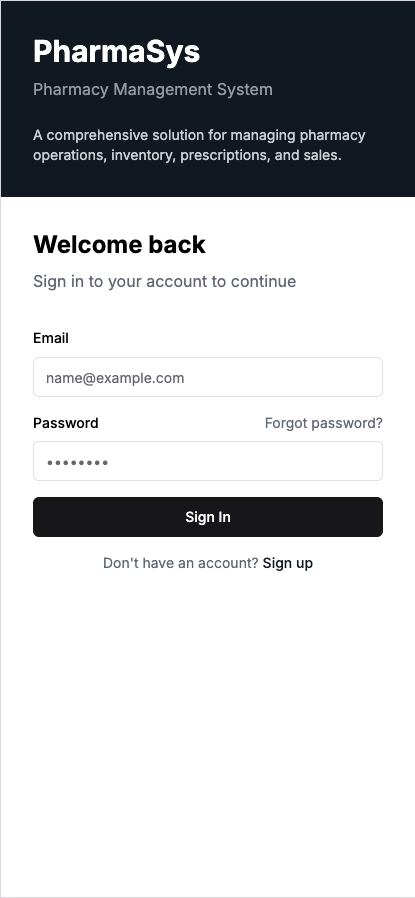 PharmaSys
Pharmacy Management System
A comprehensive solution for managing pharmacy
operations, inventory, prescriptions, and sales.
Welcome back
Sign in to your account to continue
Email
name@example.com
Password
Forgot password?
••••••••
Sign In
Don't have an account? Sign up